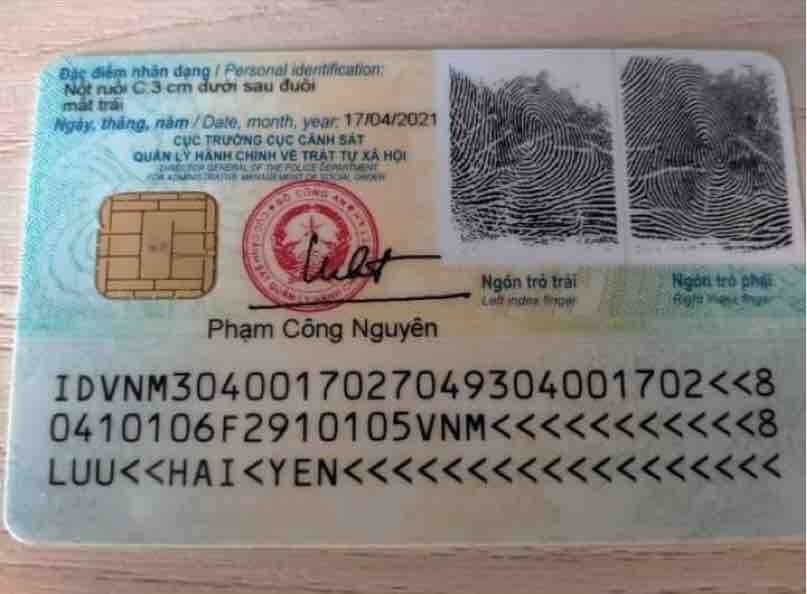 Đặc điểm nhân dạng / Personal identification:
Nốt ruồi C.3 cm dưới sau đuôi
mắt trái
Ngày, tháng, năm / Date, month, year: 17/04/2021
CỤC TRƯỞNG CỤC CẢNH SÁT
QUẢN LÝ HÀNH CHÍNH VỀ TRẬT TỰ XÃ HỘI
DIRECTOR GENERAL OF THE POLICE DEPARTMENT
FOR ADMINISTRATIVE MANAGEMENT OF SOCIAL ORDER
BỘ CÔNG AN
Ngón trỏ trái
Left index finger
Ngón trỏ phải
Right index finger
Phạm Công Nguyên
IDVNM3040017027049304001702<<8
0410106F2910105VNM<<<<<<<<<<<8
LUU<<HAI<YEN<<<<<<<<<<<<<<<<<<